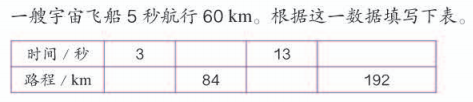 一艘宇宙飞船 5 秒航行 60 km。根据这一数据填写下表。
时间 / 秒 3 13
路程 / km 84 192